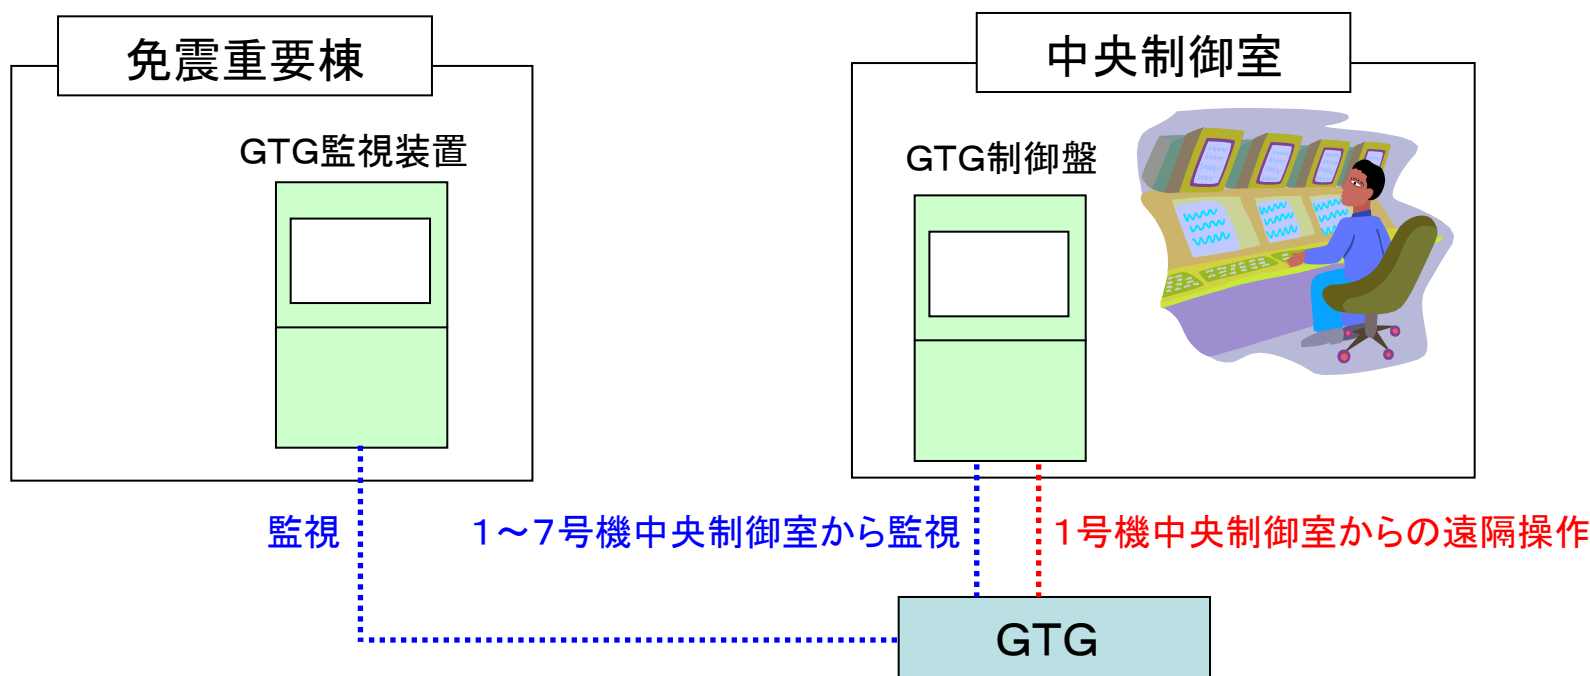 免震重要棟
中央制御室
GTG監視装置
GTG制御盤
監視
1～7号機中央制御室から監視
1号機中央制御室からの遠隔操作
GTG